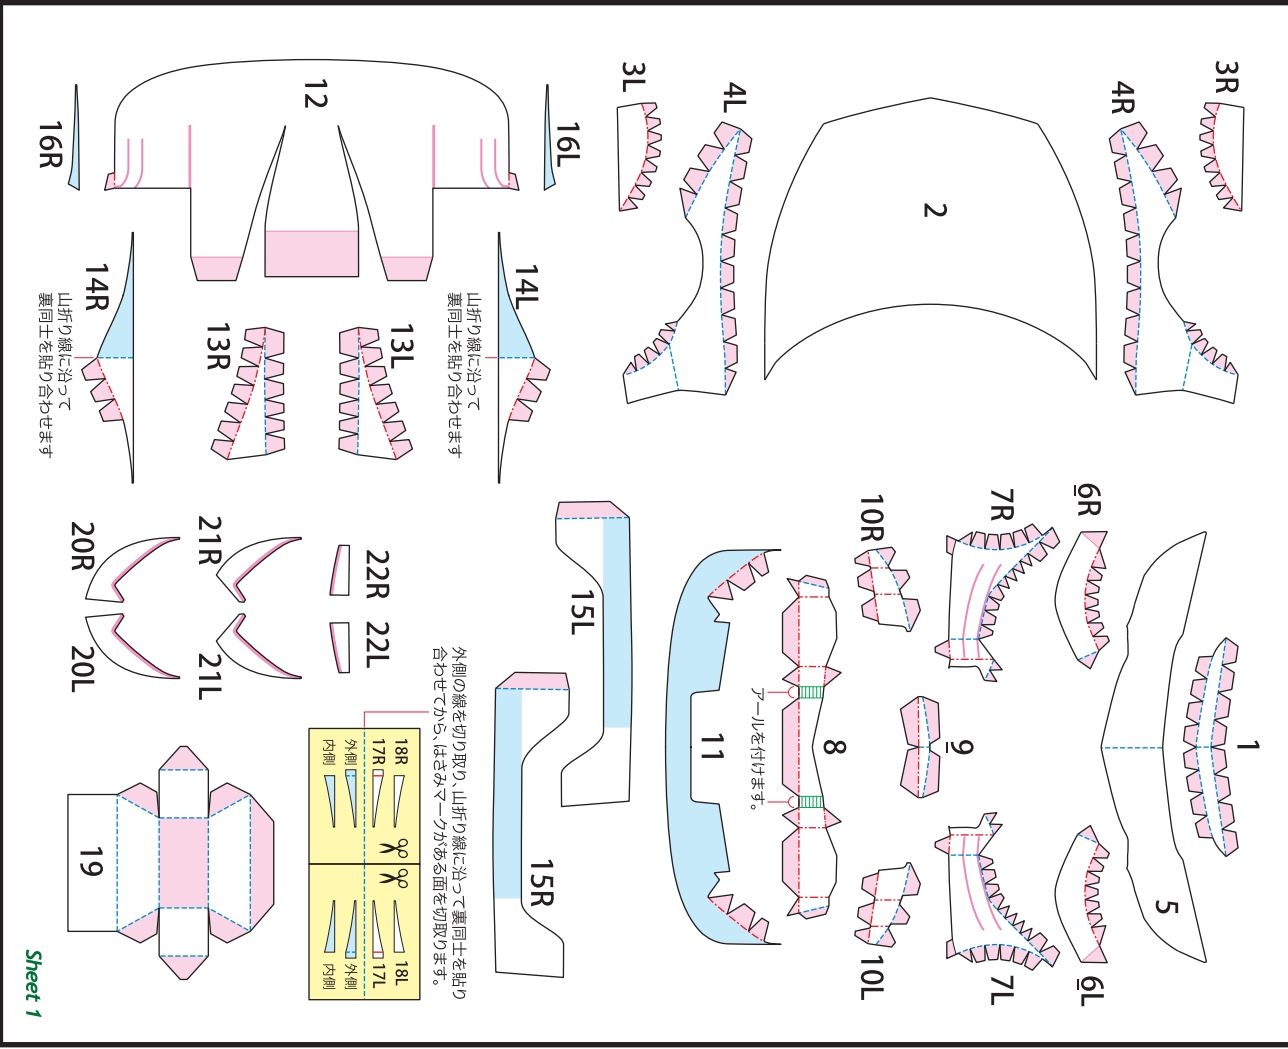 1
5
6R
6L
7R
7L
9
8
アールを付けます。
10R
10L
11
3R
4R
2
4L
3L
16L
12
16R
14L
山折り線に沿って
裏同士を貼り合わせます
13L
13R
14R
山折り線に沿って
裏同士を貼り合わせます
15L
15R
外側の線を切り取り、山折り線に沿って裏同士を貼り
合わせてから、はさみマークがある面を切取ります。
18R
17R
外側
内側
18L
17L
外側
内側
22R
22L
21R
21L
20R
20L
19
Sheet 1